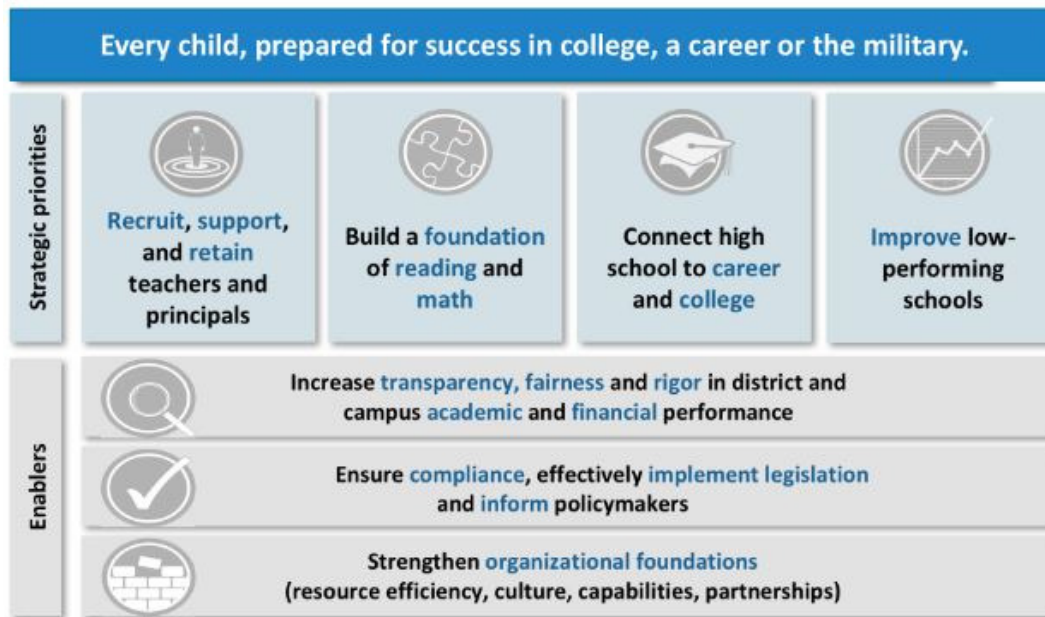 Every child, prepared for success in college, a career or the military.
Strategic priorities
Recruit, support,
and retain
teachers and
principals
Build a foundation
of reading and
math
Connect high
school to career
and college
Improve low-
performing
schools
Enablers
Increase transparency, fairness and rigor in district and
campus academic and financial performance
Ensure compliance, effectively implement legislation
and inform policymakers
Strengthen organizational foundations
(resource efficiency, culture, capabilities, partnerships)